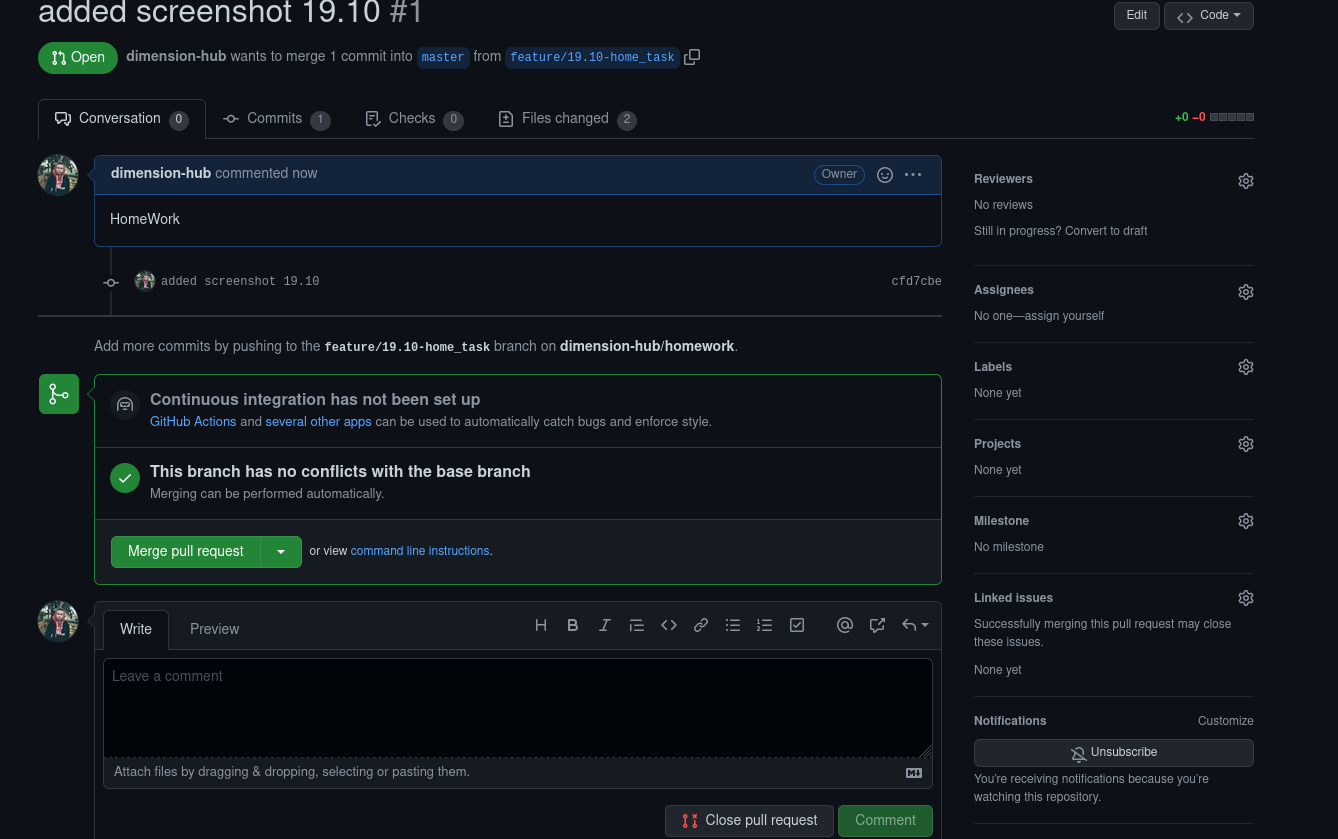 added screenshot 19.10 #1
Edit
Code
Open
dimension-hub wants to merge 1 commit into master from feature/19.10-home_task
Conversation 0
Commits 1
Checks 0
Files changed 2
+0 −0
dimension-hub commented now
Owner
HomeWork
added screenshot 19.10
cfd7cbe
Add more commits by pushing to the feature/19.10-home_task branch on dimension-hub/homework.
Continuous integration has not been set up
GitHub Actions and several other apps can be used to automatically catch bugs and enforce style.
This branch has no conflicts with the base branch
Merging can be performed automatically.
Merge pull request
or view command line instructions.
Write
Preview
Leave a comment
Attach files by dragging & dropping, selecting or pasting them.
Close pull request
Comment
Reviewers
No reviews
Still in progress? Convert to draft
Assignees
No one—assign yourself
Labels
None yet
Projects
None yet
Milestone
No milestone
Linked issues
Successfully merging this pull request may close
these issues.
None yet
Notifications
Customize
Unsubscribe
You're receiving notifications because you're
watching this repository.